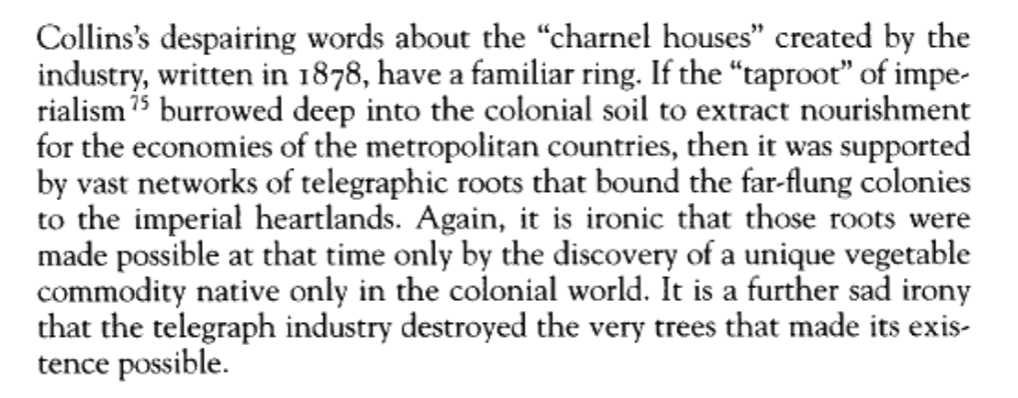 Collins’s despairing words about the “charnel houses” created by the
industry, written in 1878, have a familiar ring. If the “taproot” of impe-
rialism75 burrowed deep into the colonial soil to extract nourishment
for the economies of the metropolitan countries, then it was supported
by vast networks of telegraphic roots that bound the far-flung colonies
to the imperial heartlands. Again, it is ironic that those roots were
made possible at that time only by the discovery of a unique vegetable
commodity native only in the colonial world. It is a further sad irony
that the telegraph industry destroyed the very trees that made its exis-
tence possible.